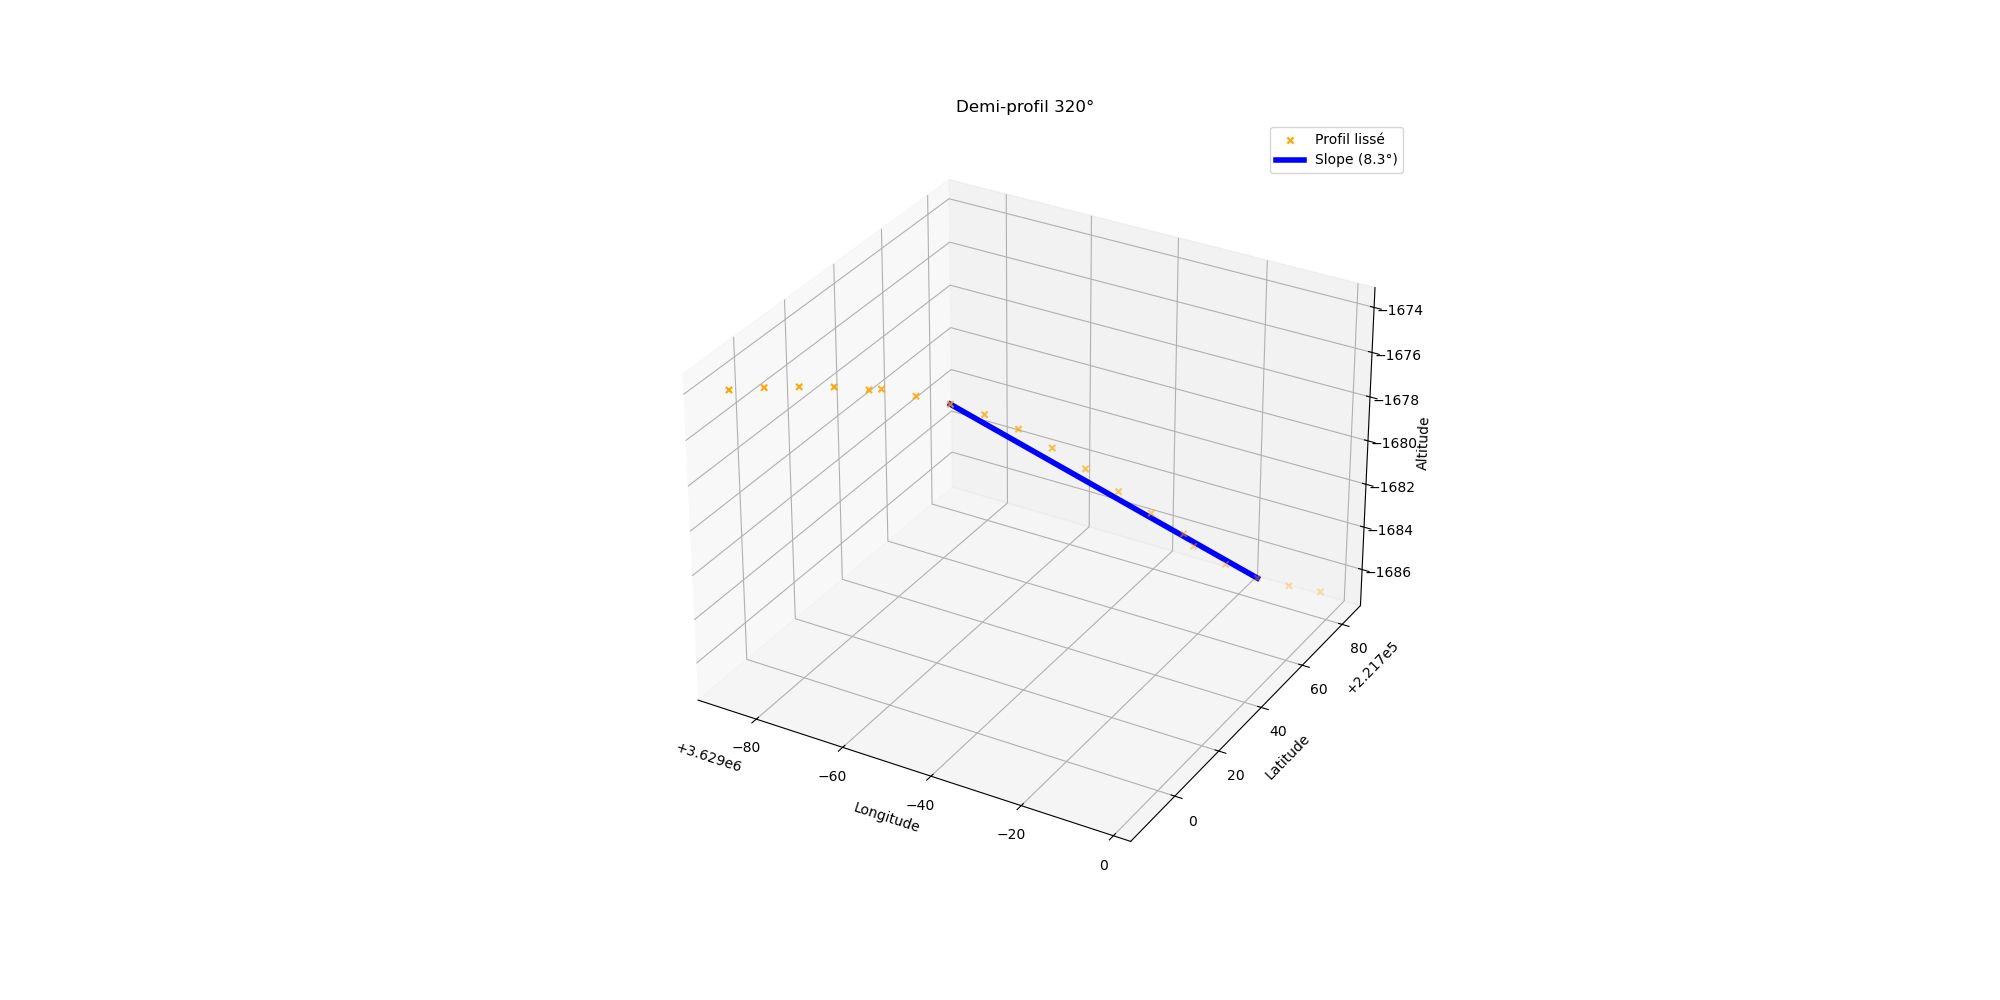 Demi-profil 320°
Profil lissé
Slope (8.3°)
−1674
−1676
−1678
−1680
−1682
−1684
−1686
Altitude
80
60
40
20
0
+2.217e5
Latitude
−80
−60
−40
−20
0
+3.629e6
Longitude